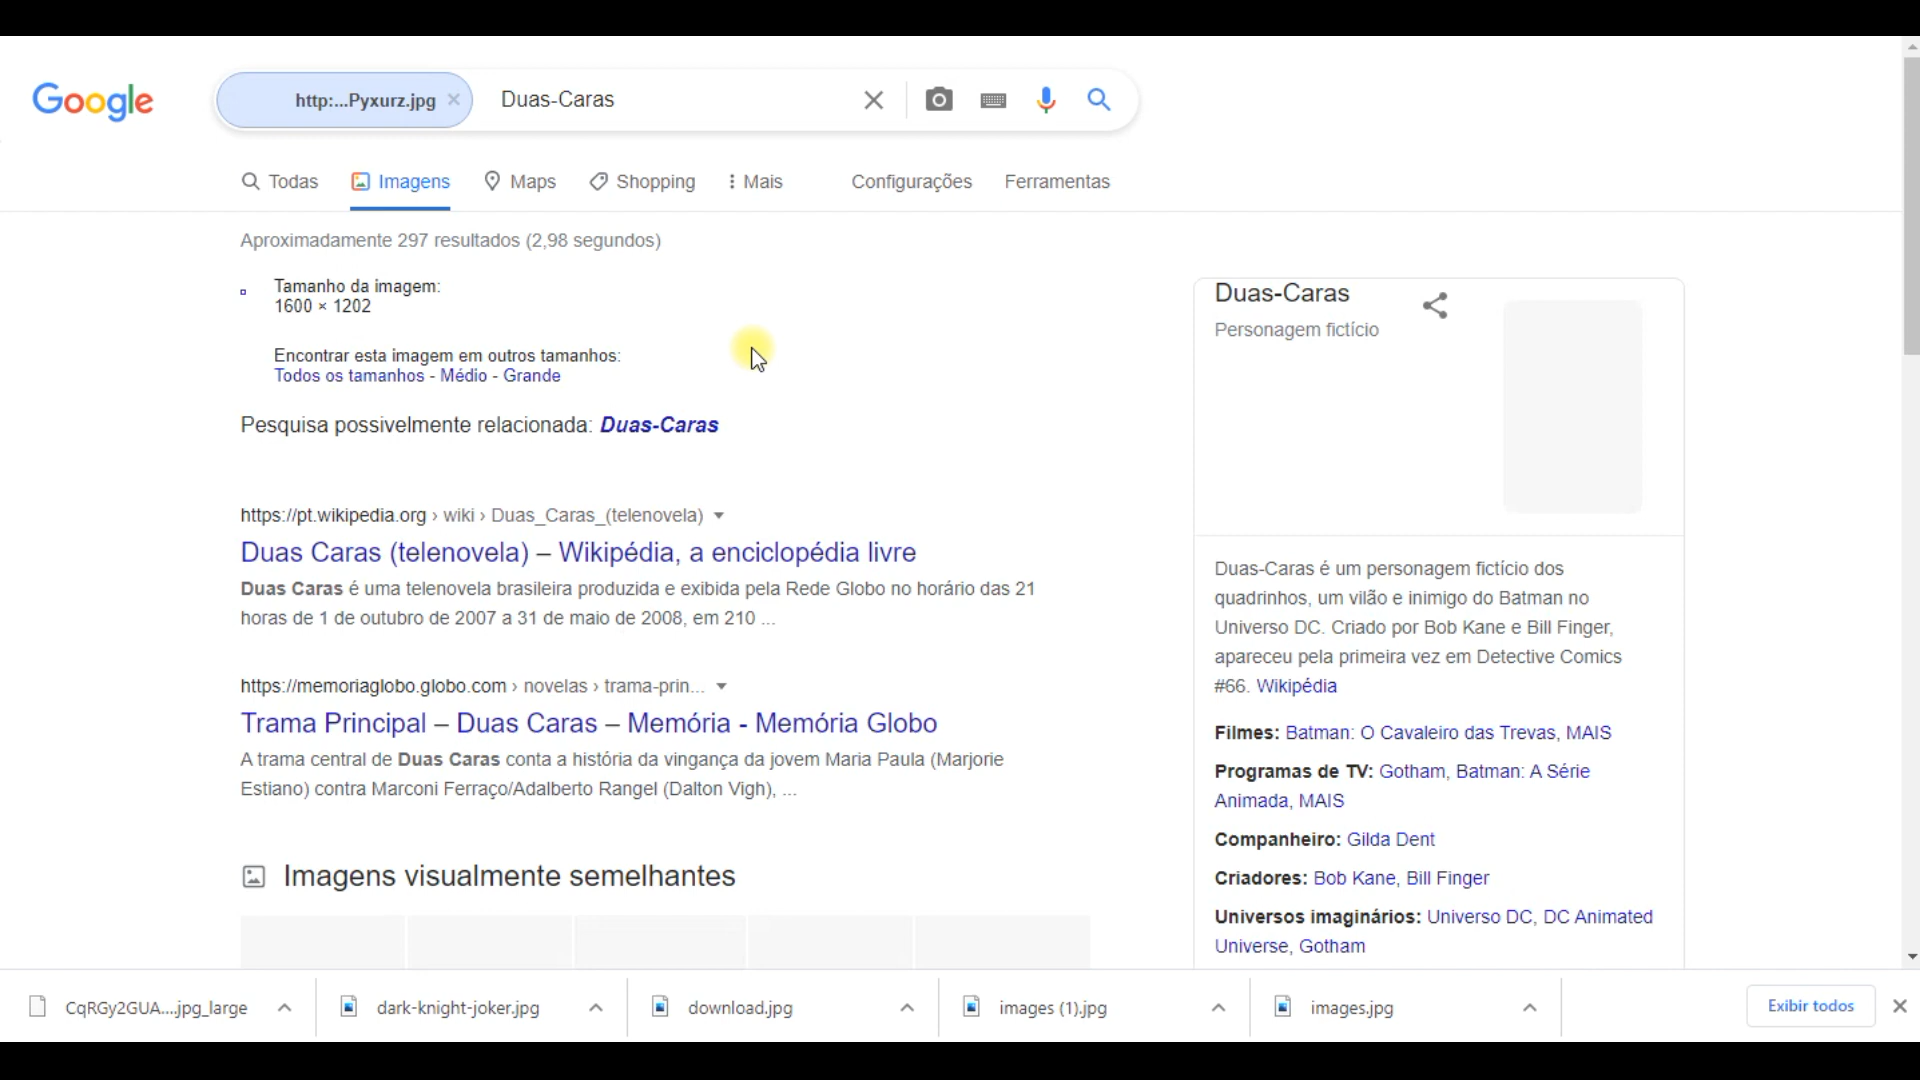 Google
http:...Pyxurz.jpg
Duas-Caras
Todas Imagens Maps Shopping Mais Configurações Ferramentas
Aproximadamente 297 resultados (2,98 segundos)
Tamanho da imagem:
1600 × 1202
Encontrar esta imagem em outros tamanhos:
Todos os tamanhos - Médio - Grande
Pesquisa possivelmente relacionada: Duas-Caras
https://pt.wikipedia.org › wiki › Duas_Caras_(telenovela)
Duas Caras (telenovela) – Wikipédia, a enciclopédia livre
Duas Caras é uma telenovela brasileira produzida e exibida pela Rede Globo no horário das 21
horas de 1 de outubro de 2007 a 31 de maio de 2008, em 210 ...
https://memoriaglobo.globo.com › novelas › trama-prin...
Trama Principal – Duas Caras – Memória - Memória Globo
A trama central de Duas Caras conta a história da vingança da jovem Maria Paula (Marjorie
Estiano) contra Marconi Ferraço/Adalberto Rangel (Dalton Vigh), ...
Imagens visualmente semelhantes
Duas-Caras
Personagem fictício
Duas-Caras é um personagem fictício dos
quadrinhos, um vilão e inimigo do Batman no
Universo DC. Criado por Bob Kane e Bill Finger,
apareceu pela primeira vez em Detective Comics
#66. Wikipédia
Filmes: Batman: O Cavaleiro das Trevas, MAIS
Programas de TV: Gotham, Batman: A Série
Animada, MAIS
Companheiro: Gilda Dent
Criadores: Bob Kane, Bill Finger
Universos imaginários: Universo DC, DC Animated
Universe, Gotham
CqRGy2GUA....jpg_large dark-knight-joker.jpg download.jpg images (1).jpg images.jpg Exibir todos